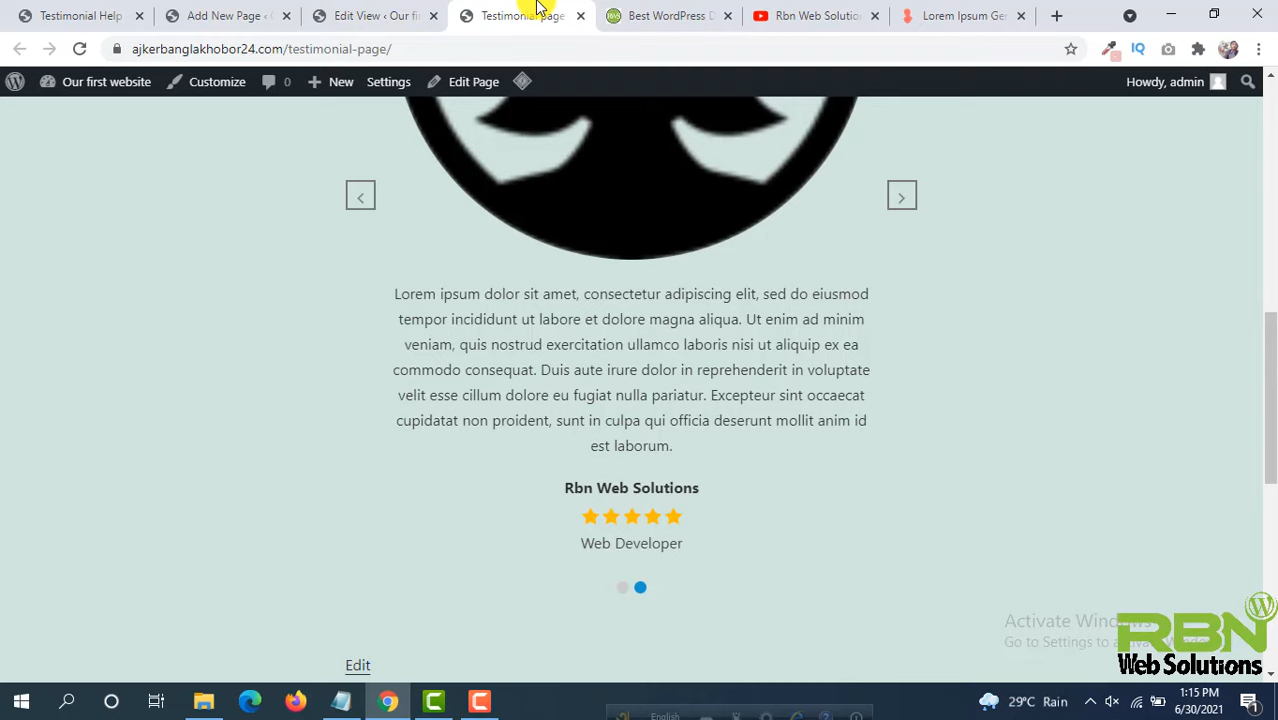 Testimonial Help
Add New Page ‹
Edit View ‹ Our fi
Testimonial page
Best WordPress D
Rbn Web Solution
Lorem Ipsum Ge
ajkerbanglakhobor24.com/testimonial-page/
IQ
Our first website
Customize
0
New
Settings
Edit Page
Howdy, admin
Lorem ipsum dolor sit amet, consectetur adipiscing elit, sed do eiusmod
tempor incididunt ut labore et dolore magna aliqua. Ut enim ad minim
veniam, quis nostrud exercitation ullamco laboris nisi ut aliquip ex ea
commodo consequat. Duis aute irure dolor in reprehenderit in voluptate
velit esse cillum dolore eu fugiat nulla pariatur. Excepteur sint occaecat
cupidatat non proident, sunt in culpa qui officia deserunt mollit anim id
est laborum.
Rbn Web Solutions
Web Developer
Edit
Activate Windows
Go to Settings to
RBN
Web Solutions
29°C Rain
1:15 PM
6/30/2021
1
English